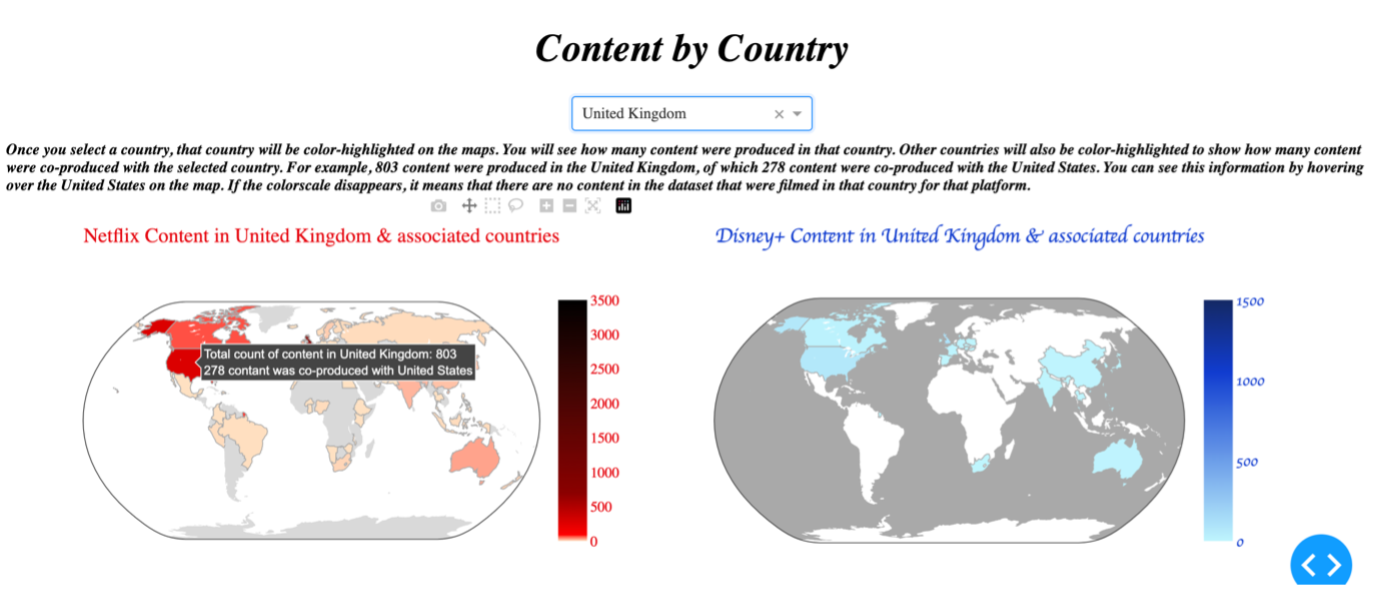 Content by Country
United Kingdom
Once you select a country, that country will be color-highlighted on the maps. You will see how many content were produced in that country. Other countries will also be color-highlighted to show how many content
were co-produced with the selected country. For example, 803 content were produced in the United Kingdom, of which 278 content were co-produced with the United States. You can see this information by hovering
over the United States on the map. If the colorscale disappears, it means that there are no content in the dataset that were filmed in that country for that platform.
Netflix Content in United Kingdom & associated countries
Total count of content in United Kingdom: 803
278 contant was co-produced with United States
3500
3000
2500
2000
1500
1000
500
0
Disney+ Content in United Kingdom & associated countries
1500
1000
500
0